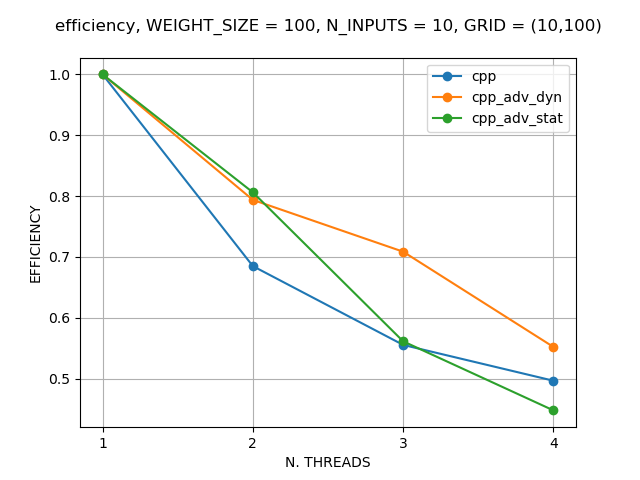 efficiency, WEIGHT_SIZE = 100, N_INPUTS = 10, GRID = (10,100)
cpp
cpp_adv_dyn
cpp_adv_stat
EFFICIENCY
1.0
0.9
0.8
0.7
0.6
0.5
1 2 3 4
N. THREADS